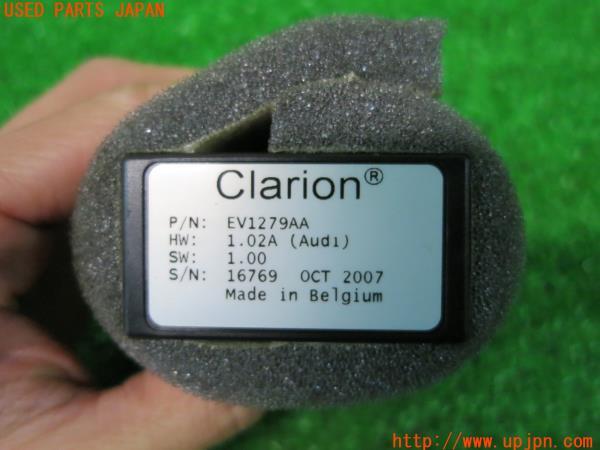 USED PARTS JAPAN
Clarion®
P/N: EV1279AA
HW: 1.02A (Audi)
SW: 1.00
S/N: 16769 OCT 2007
Made in Belgium
http://www.upjpn.com/